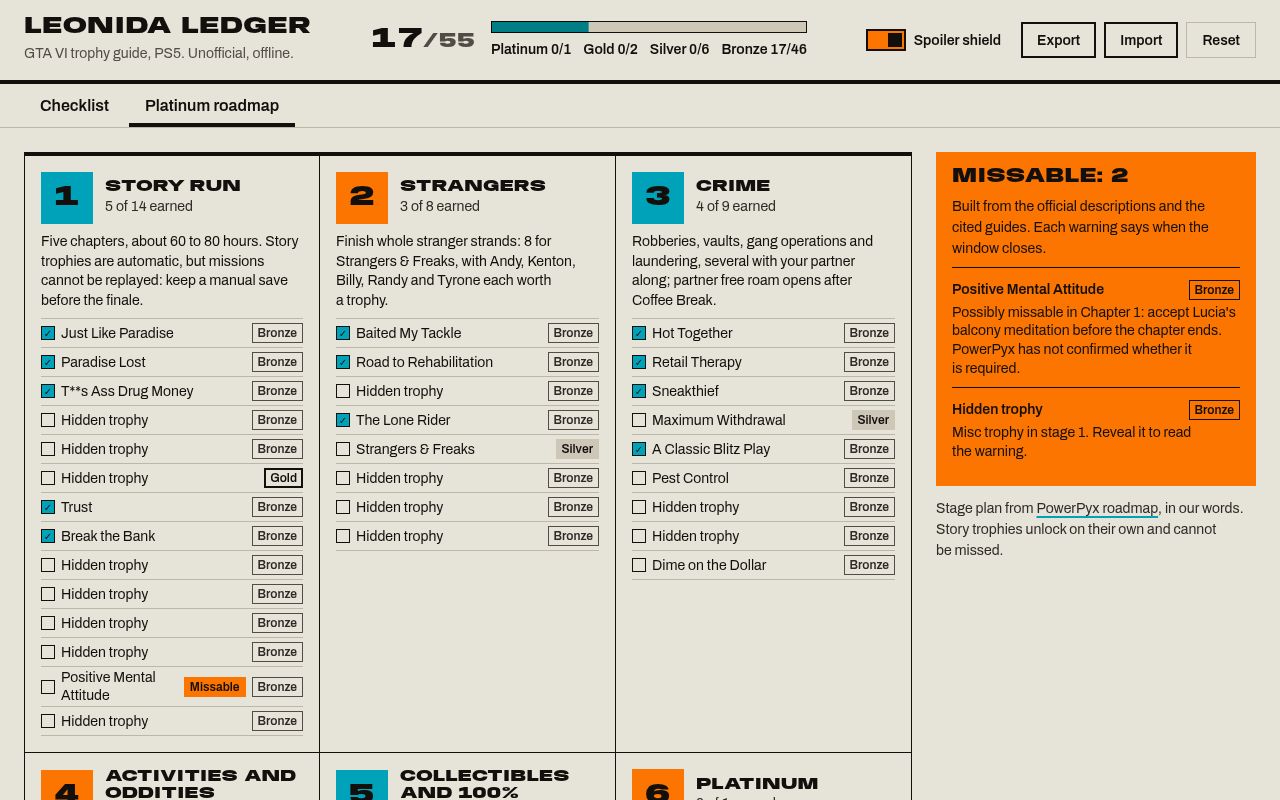 LEONIDA LEDGER
GTA VI trophy guide, PS5. Unofficial, offline.
17/55
Platinum 0/1 Gold 0/2 Silver 0/6 Bronze 17/46
Spoiler shield
Export
Import
Reset
Checklist
Platinum roadmap
1
STORY RUN
5 of 14 earned
Five chapters, about 60 to 80 hours. Story
trophies are automatic, but missions
cannot be replayed: keep a manual save
before the finale.
Just Like Paradise Bronze
Paradise Lost Bronze
T**s Ass Drug Money Bronze
Hidden trophy Bronze
Hidden trophy Bronze
Hidden trophy Gold
Trust Bronze
Break the Bank Bronze
Hidden trophy Bronze
Hidden trophy Bronze
Hidden trophy Bronze
Hidden trophy Bronze
Positive Mental
Attitude Missable Bronze
Hidden trophy Bronze
2
STRANGERS
3 of 8 earned
Finish whole stranger strands: 8 for
Strangers & Freaks, with Andy, Kenton,
Billy, Randy and Tyrone each worth
a trophy.
Baited My Tackle Bronze
Road to Rehabilitation Bronze
Hidden trophy Bronze
The Lone Rider Bronze
Strangers & Freaks Silver
Hidden trophy Bronze
Hidden trophy Bronze
Hidden trophy Bronze
3
CRIME
4 of 9 earned
Robberies, vaults, gang operations and
laundering, several with your partner
along; partner free roam opens after
Coffee Break.
Hot Together Bronze
Retail Therapy Bronze
Sneakthief Bronze
Maximum Withdrawal Silver
A Classic Blitz Play Bronze
Pest Control Bronze
Hidden trophy Bronze
Hidden trophy Bronze
Dime on the Dollar Bronze
MISSABLE: 2
Built from the official descriptions and the
cited guides. Each warning says when the
window closes.
Positive Mental Attitude Bronze
Possibly missable in Chapter 1: accept Lucia's
balcony meditation before the chapter ends.
PowerPyx has not confirmed whether it
is required.
Hidden trophy Bronze
Misc trophy in stage 1. Reveal it to read
the warning.
Stage plan from PowerPyx roadmap, in our words.
Story trophies unlock on their own and cannot
be missed.
4
ACTIVITIES AND
ODDITIES
5
COLLECTIBLES
AND 100%
6
PLATINUM